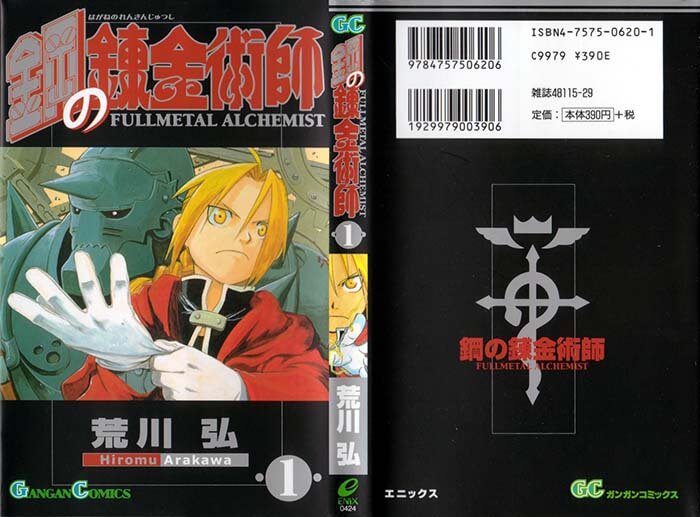 はがねのれんきんじゅつし
鋼の錬金術師
FULLMETAL ALCHEMIST
荒川 弘
Hiromu Arakawa
1
GANGAN COMICS
GC
鋼の錬金術師
FULLMETAL ALCHEMIST
1
荒川弘
e
ENIX
0424
9784757506206
1929979003906
ISBN4-7575-0620-1
C9979 ¥390E
雑誌48115-29
定価:本体390円+税
鋼の錬金術師
FULLMETAL ALCHEMIST
エニックス
GC ガンガンコミックス